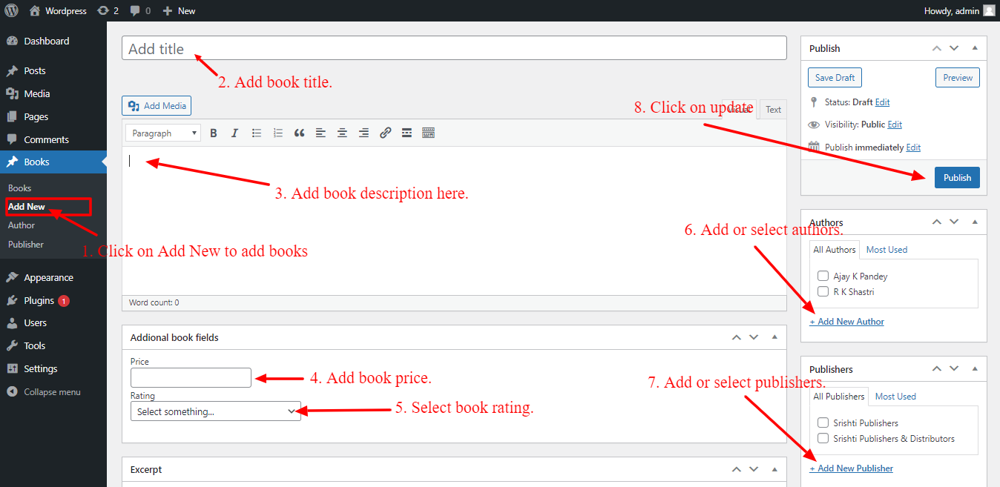 Wordpress 2 0 New Howdy, admin
Dashboard
Posts
Media
Pages
Comments
Books
Books
Add New
Author
Publisher
Appearance
Plugins 1
Users
Tools
Settings
Collapse menu
1. Click on Add New to add books
Add title
2. Add book title.
Add Media
Visual Text
Paragraph
B I
3. Add book description here.
Word count: 0
Addional book fields
Price
4. Add book price.
Rating
Select something...
5. Select book rating.
Excerpt
Publish
Save Draft Preview
8. Click on update
Status: Draft Edit
Visibility: Public Edit
Publish immediately Edit
Publish
Authors
6. Add or select authors.
All Authors Most Used
Ajay K Pandey
R K Shastri
+ Add New Author
Publishers
7. Add or select publishers.
All Publishers Most Used
Srishti Publishers
Srishti Publishers & Distributors
+ Add New Publisher